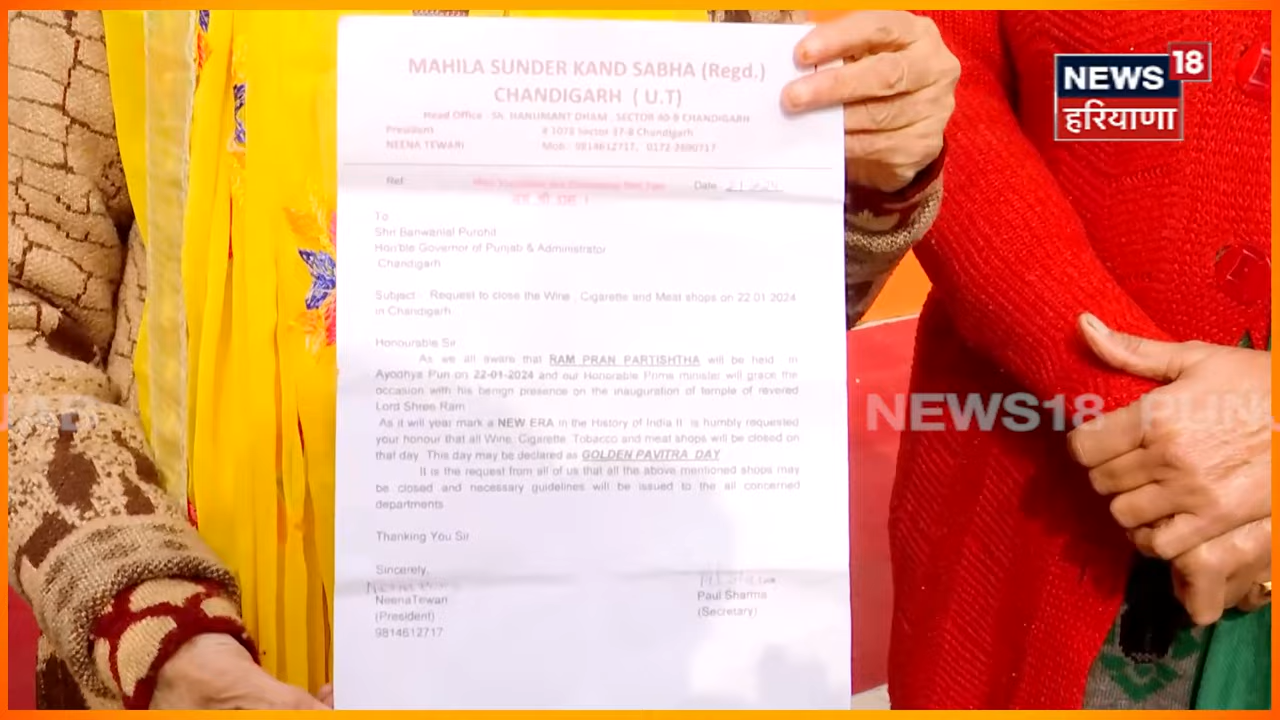 MAHILA SUNDER KAND SABHA (Regd.)
CHANDIGARH ( U.T)
Head Office : Sh. HANUMANT DHAM , SECTOR 40-B CHANDIGARH
President
# 1078 Sector 37-B Chandigarh
NEENA TEWARI
Mob.: 9814612717, 0172-2690717
Ref:
Date
To
Shri Banwarilal Purohit
Hon'ble Governor of Punjab & Administrator
Chandigarh
Subject : Request to close the Wine , Cigarette and Meat shops on 22.01.2024
in Chandigarh
Honourable Sir
As we all aware that RAM PRAN PARTISHTHA will be held in
Ayodhya Puri on 22-01-2024 and our Honorable Prime minister will grace the
occasion with his benign presence on the inauguration of temple of revered
Lord Shree Ram
As it will year mark a NEW ERA in the History of India.It is humbly requested
your honour that all Wine, Cigarette, Tobacco and meat shops will be closed on
that day. This day may be declared as GOLDEN PAVITRA DAY
It is the request from all of us that all the above mentioned shops may
be closed and necessary guidelines will be issued to the all concerned
departments
Thanking You Sir
Sincerely,
NeenaTewari
(President)
9814612717
Paul Sharma
(Secretary)
NEWS 18
हरियाणा
NEWS18